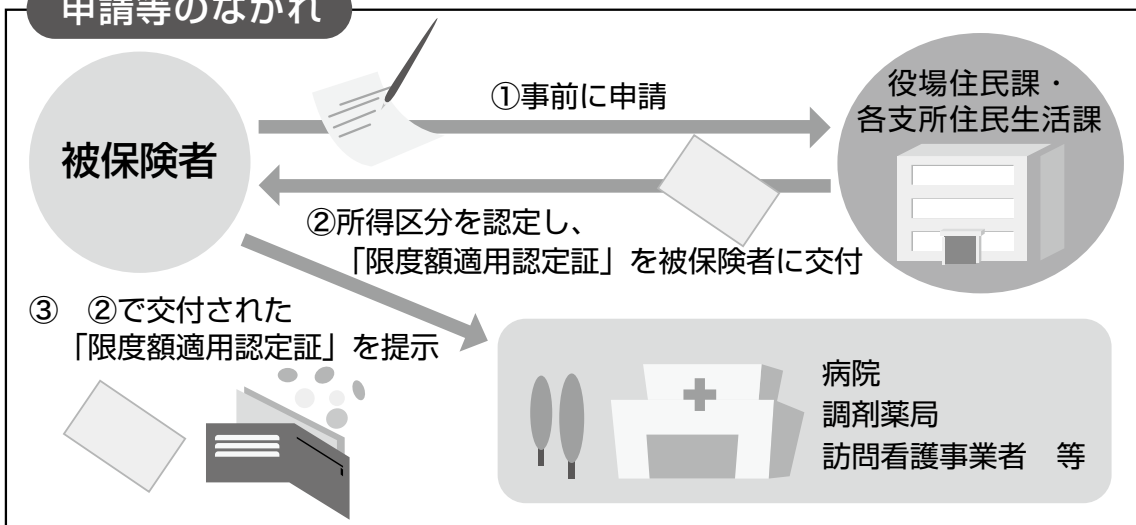 申請等のながれ
被保険者
①事前に申請
役場住民課・
各支所住民生活課
②所得区分を認定し、
「限度額適用認定証」を被保険者に交付
③　②で交付された
「限度額適用認定証」を提示
病院
調剤薬局
訪問看護事業者　等